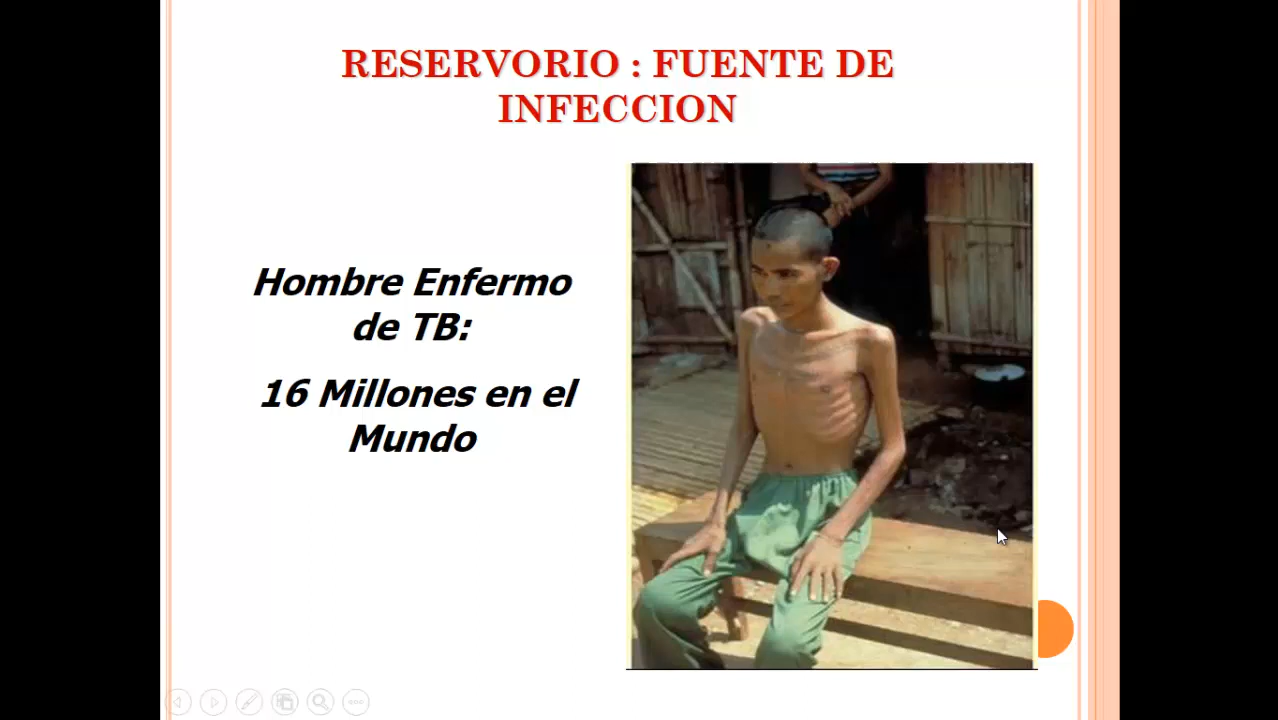 RESERVORIO : FUENTE DE
INFECCION
Hombre Enfermo
de TB:
16 Millones en el
Mundo